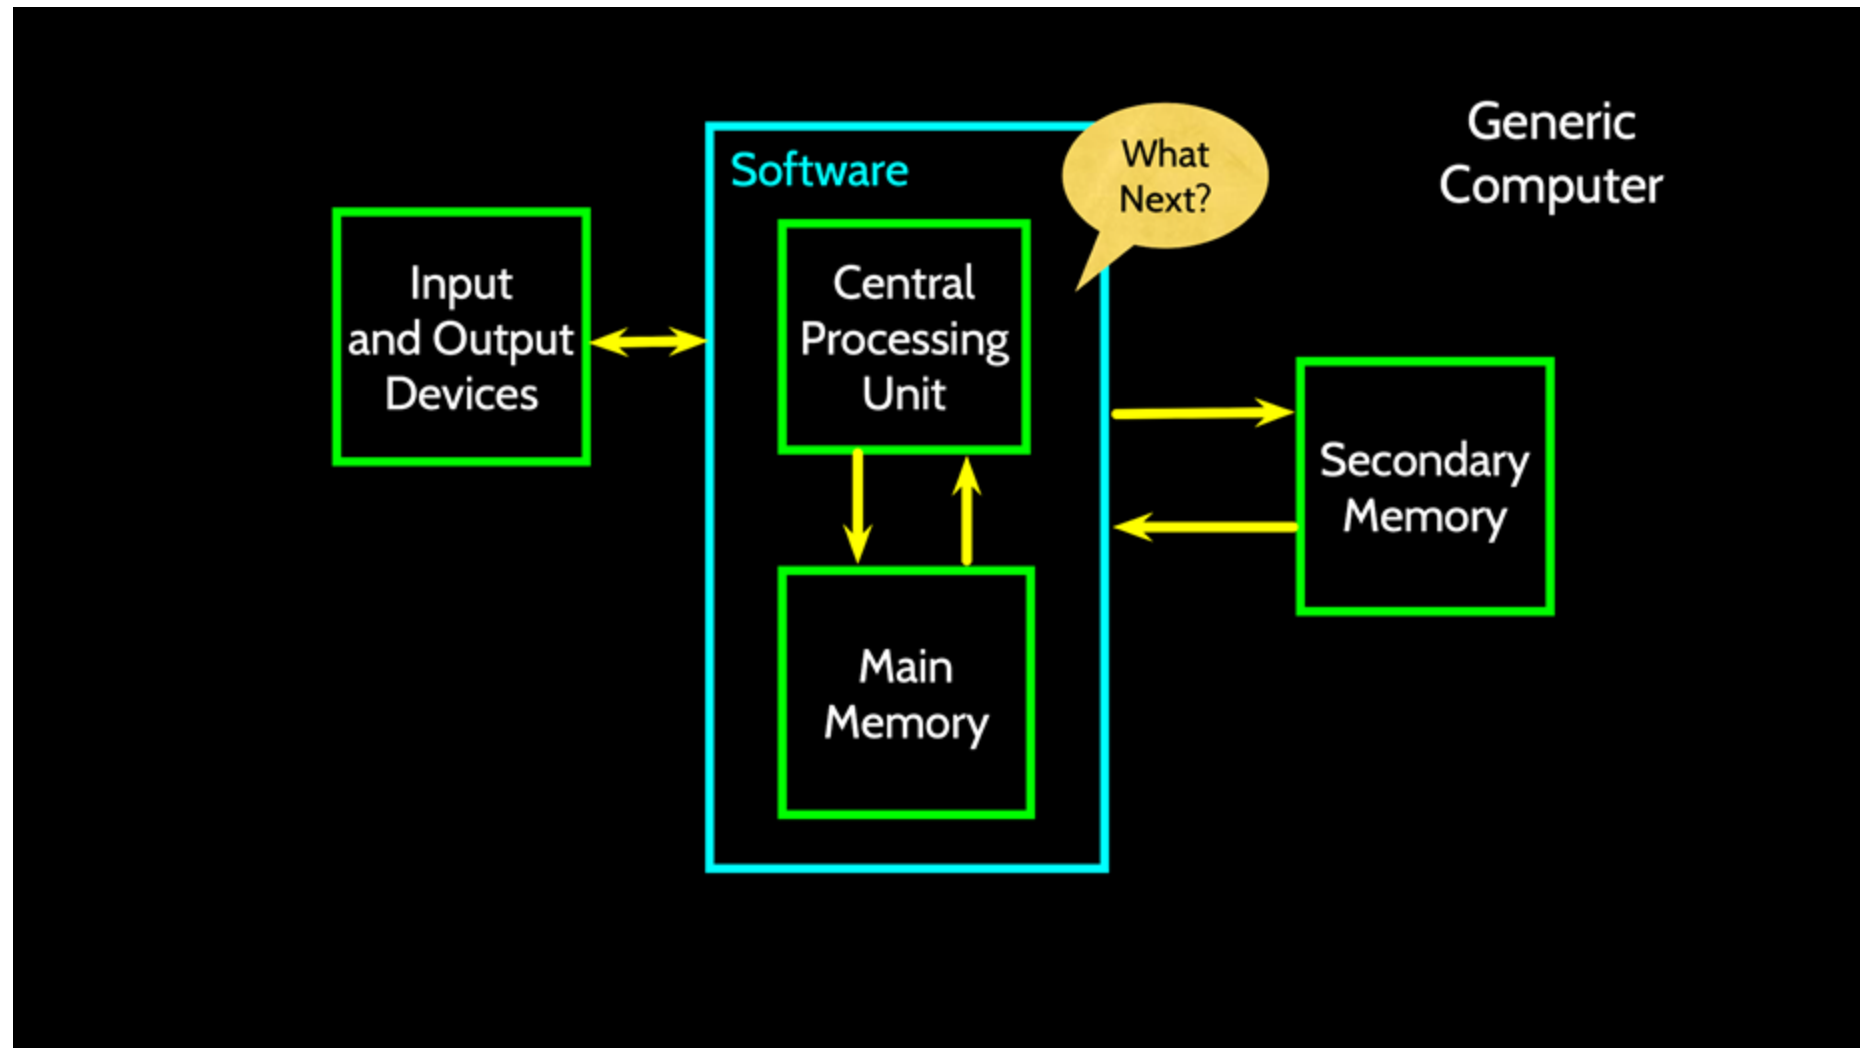 Generic
Computer
Software
What
Next?
Input
and Output
Devices
Central
Processing
Unit
Secondary
Memory
Main
Memory